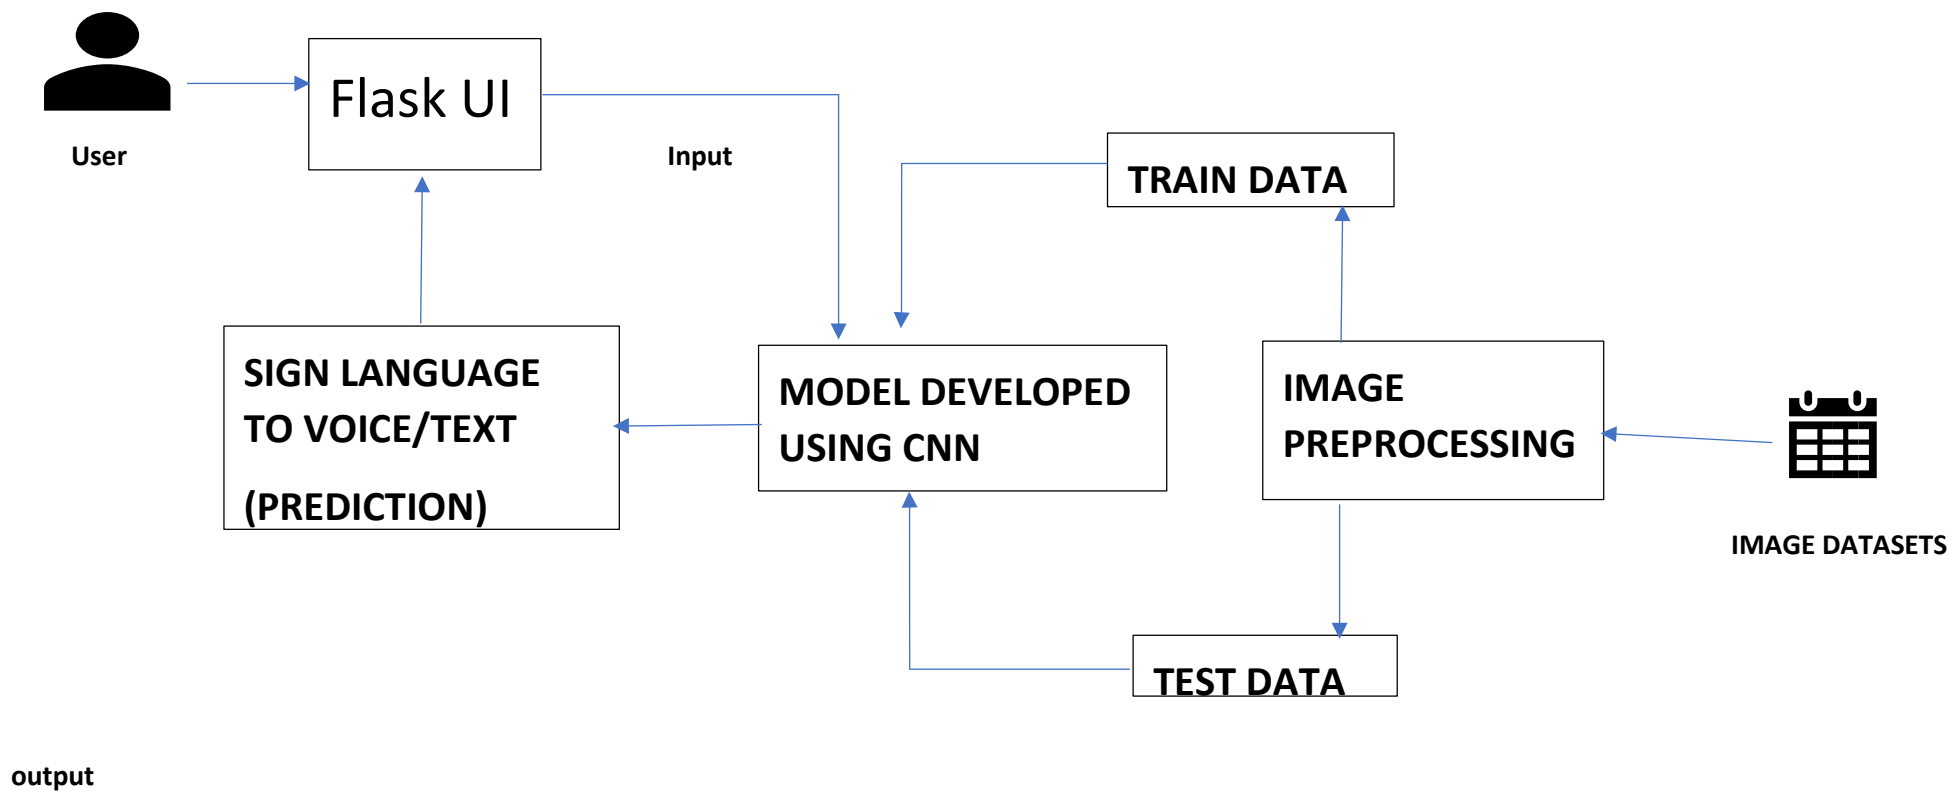 Flask UI
User
Input
TRAIN DATA
SIGN LANGUAGE
TO VOICE/TEXT
(PREDICTION)
MODEL DEVELOPED
USING CNN
IMAGE
PREPROCESSING
IMAGE DATASETS
TEST DATA
output